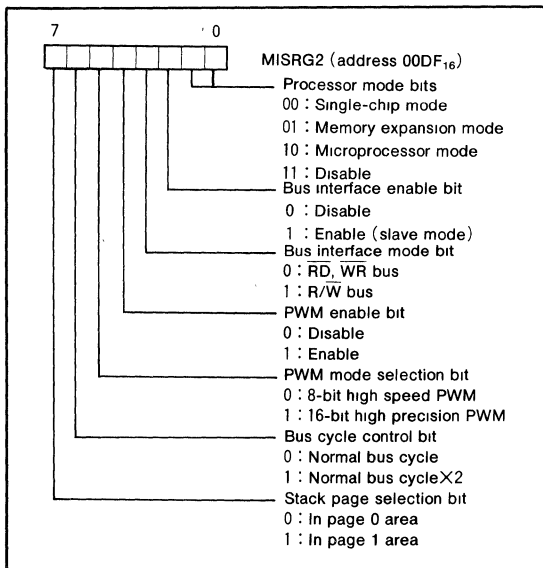 7 0
MISRG2 (address 00DF₁₆)
Processor mode bits
00 : Single-chip mode
01 : Memory expansion mode
10 : Microprocessor mode
11 : Disable
Bus interface enable bit
0 : Disable
1 : Enable (slave mode)
Bus interface mode bit
0 : R̅D̅, W̅R̅ bus
1 : R/W̅ bus
PWM enable bit
0 : Disable
1 : Enable
PWM mode selection bit
0 : 8-bit high speed PWM
1 : 16-bit high precision PWM
Bus cycle control bit
0 : Normal bus cycle
1 : Normal bus cycle×2
Stack page selection bit
0 : In page 0 area
1 : In page 1 area